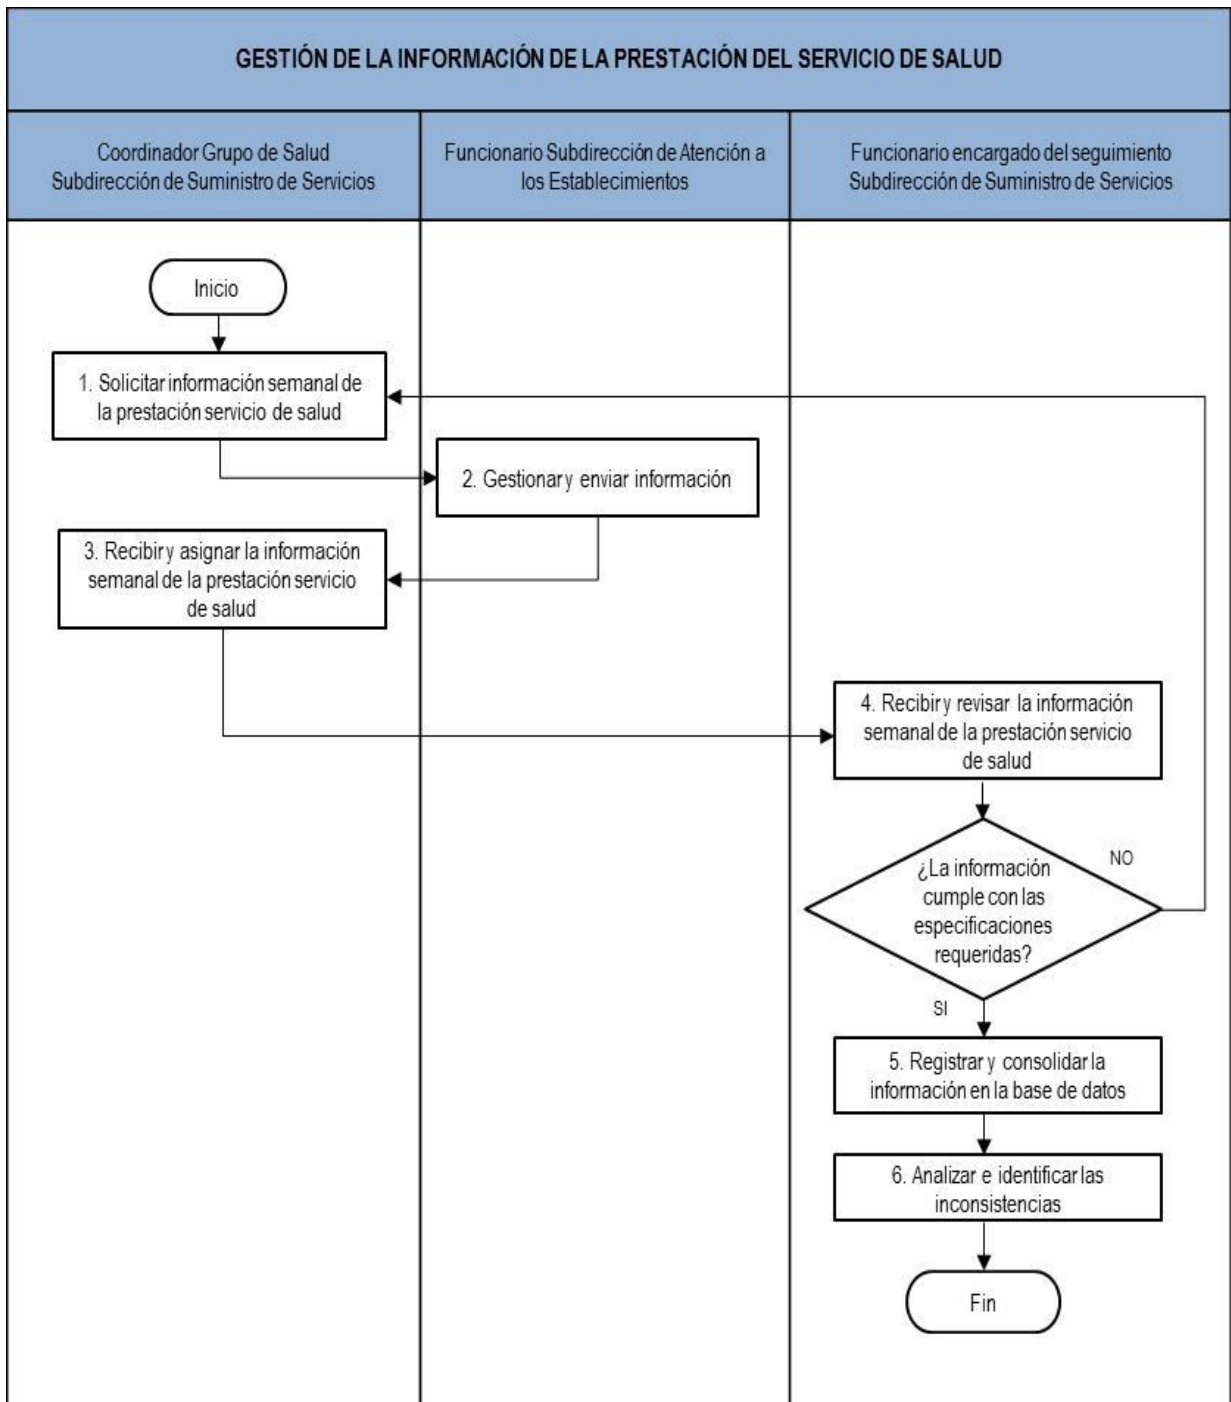 GESTIÓN DE LA INFORMACIÓN DE LA PRESTACIÓN DEL SERVICIO DE SALUD
Coordinador Grupo de Salud
Subdirección de Suministro de Servicios
Funcionario Subdirección de Atención a
los Establecimientos
Funcionario encargado del seguimiento
Subdirección de Suministro de Servicios
Inicio
1. Solicitar información semanal de
la prestación servicio de salud
2. Gestionar y enviar información
3. Recibir y asignar la información
semanal de la prestación servicio
de salud
4. Recibir y revisar la información
semanal de la prestación servicio
de salud
¿La información
cumple con las
especificaciones
requeridas?
NO
SI
5. Registrar y consolidar la
información en la base de datos
6. Analizar e identificar las
inconsistencias
Fin